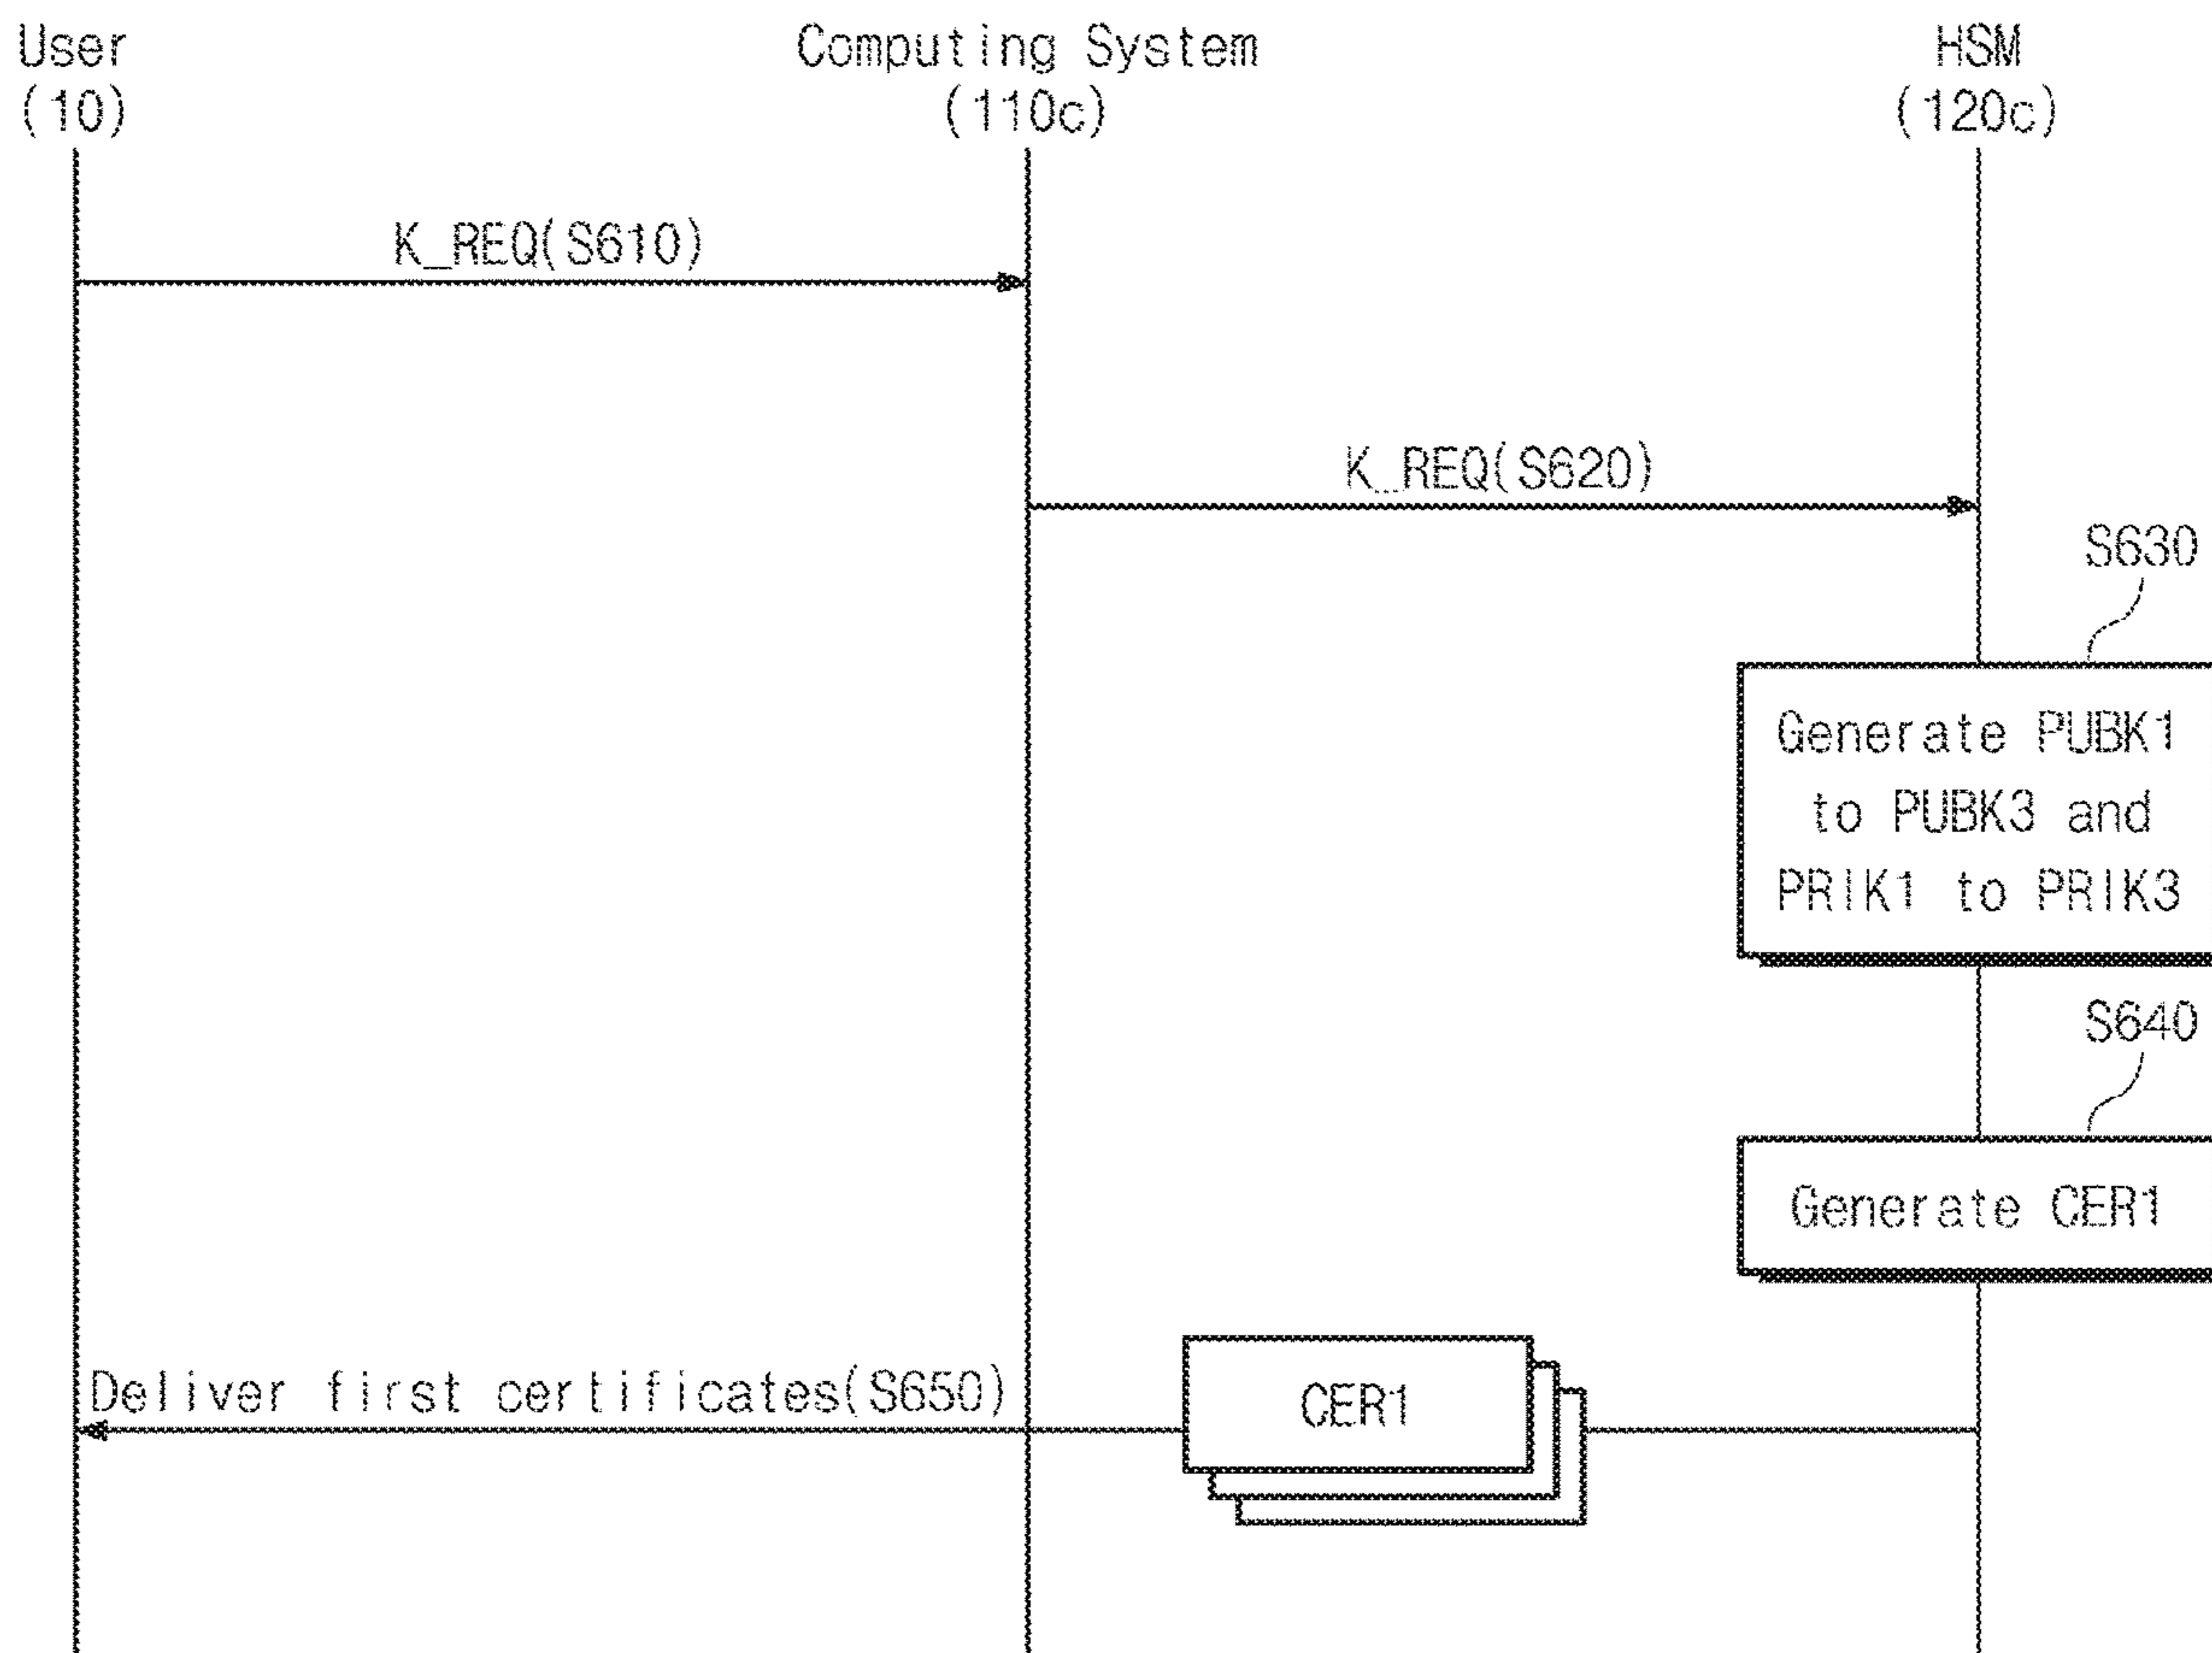 User
(10)
Computing System
(110c)
HSM
(120c)
K_REQ(S610)
K_REQ(S620)
S630
Generate PUBK1
to PUBK3 and
PRIK1 to PRIK3
S640
Generate CER1
Deliver first certificates(S650)
CER1